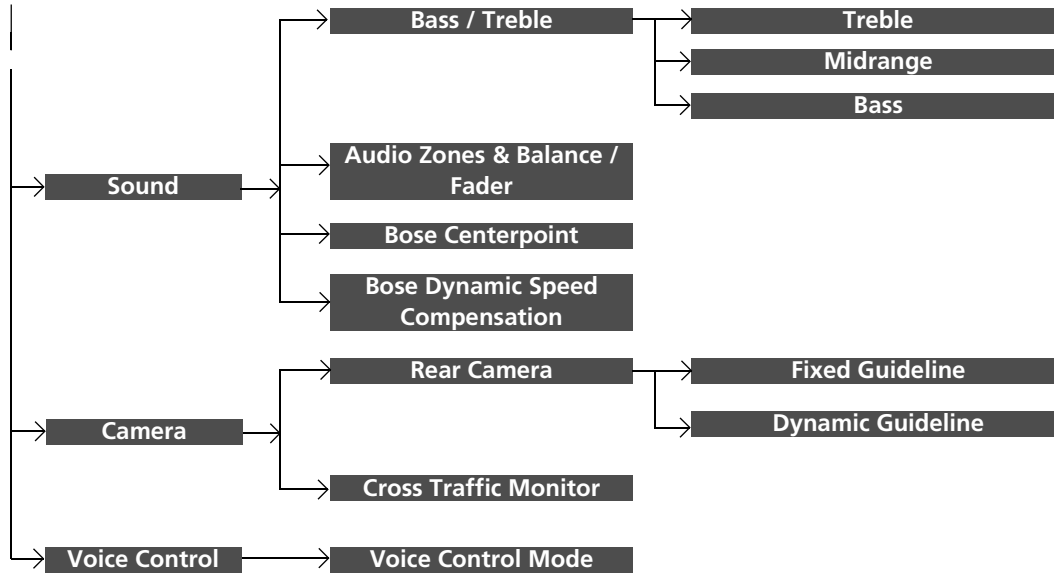 Bass / Treble
Treble
Midrange
Bass
Audio Zones & Balance /
Fader
Sound
Bose Centerpoint
Bose Dynamic Speed
Compensation
Rear Camera
Fixed Guideline
Dynamic Guideline
Camera
Cross Traffic Monitor
Voice Control
Voice Control Mode